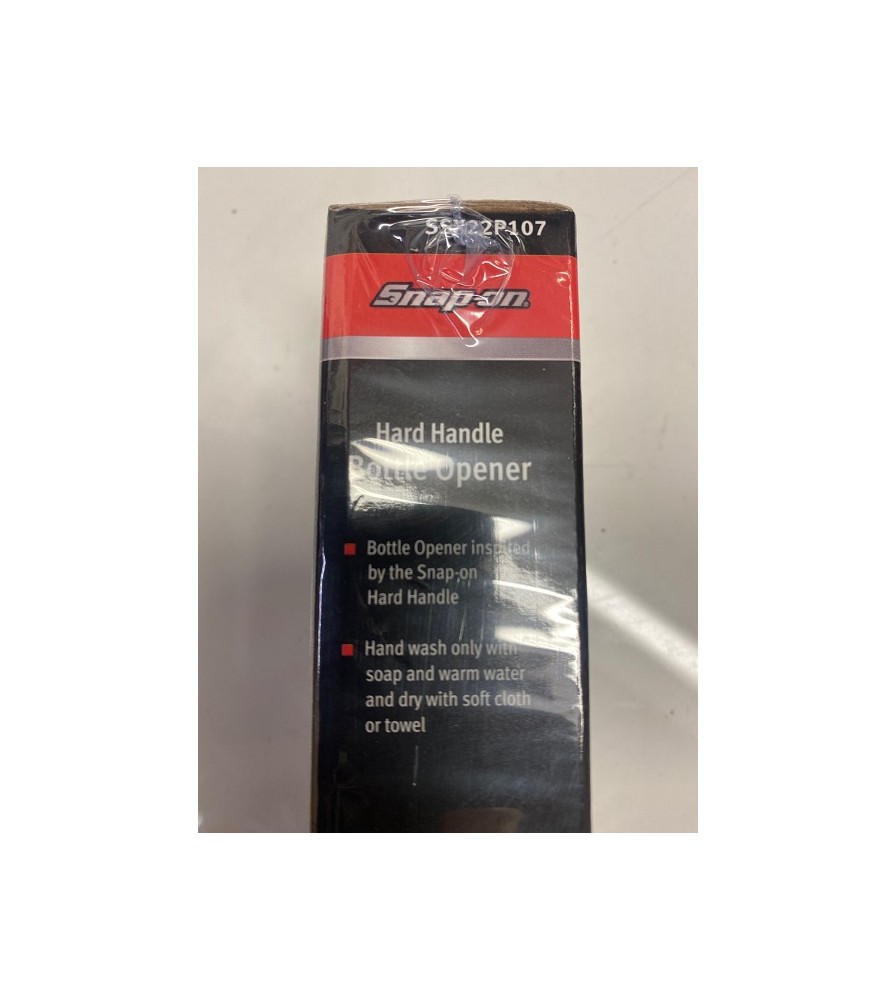 SSX22P107
Snap-on
Hard Handle
Bottle Opener
Bottle Opener inspired
by the Snap-on
Hard Handle
Hand wash only with
soap and warm water
and dry with soft cloth
or towel